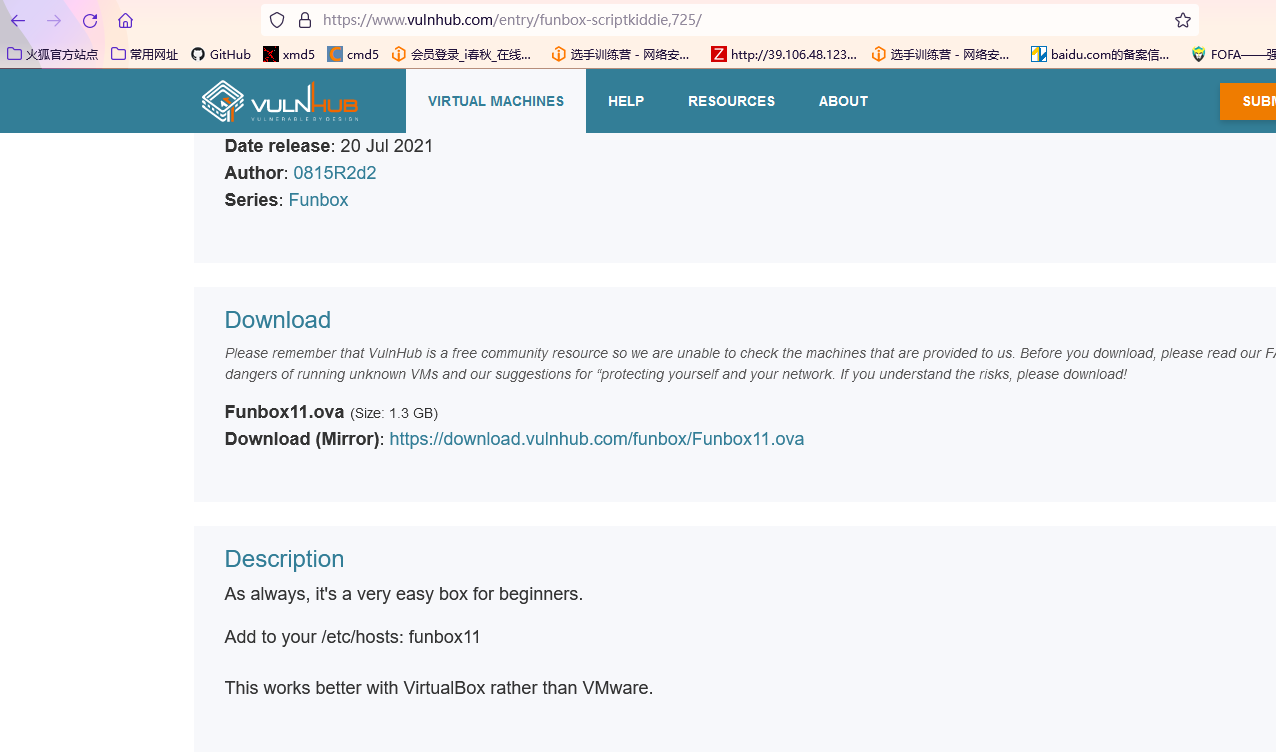 https://www.vulnhub.com/entry/funbox-scriptkiddie,725/
火狐官方站点 常用网址 GitHub xmd5 cmd5 会员登录_i春秋_在线... 选手训练营 - 网络安... http://39.106.48.123... 选手训练营 - 网络安... baidu.com的备案信... FOFA——强
VULNHUB VULNERABLE BY DESIGN VIRTUAL MACHINES HELP RESOURCES ABOUT SUBM
Date release: 20 Jul 2021
Author: 0815R2d2
Series: Funbox
Download
Please remember that VulnHub is a free community resource so we are unable to check the machines that are provided to us. Before you download, please read our FA
dangers of running unknown VMs and our suggestions for “protecting yourself and your network. If you understand the risks, please download!
Funbox11.ova (Size: 1.3 GB)
Download (Mirror): https://download.vulnhub.com/funbox/Funbox11.ova
Description
As always, it's a very easy box for beginners.
Add to your /etc/hosts: funbox11
This works better with VirtualBox rather than VMware.